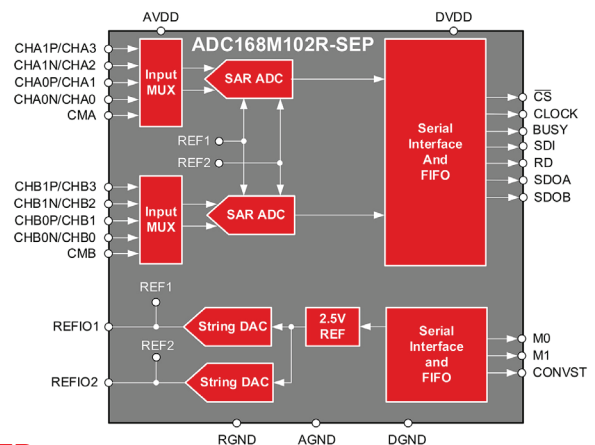 AVDD
DVDD
ADC168M102R-SEP
CHA1P/CHA3
CHA1N/CHA2
CHA0P/CHA1
CHA0N/CHA0
CMA
Input
MUX
SAR ADC
REF1
REF2
Serial
Interface
And
FIFO
CS
CLOCK
BUSY
SDI
RD
SDOA
SDOB
CHB1P/CHB3
CHB1N/CHB2
CHB0P/CHB1
CHB0N/CHB0
CMB
Input
MUX
SAR ADC
REF1
REFIO1
String DAC
2.5V
REF
REF2
REFIO2
String DAC
Serial
Interface
and
FIFO
M0
M1
CONVST
RGND
AGND
DGND